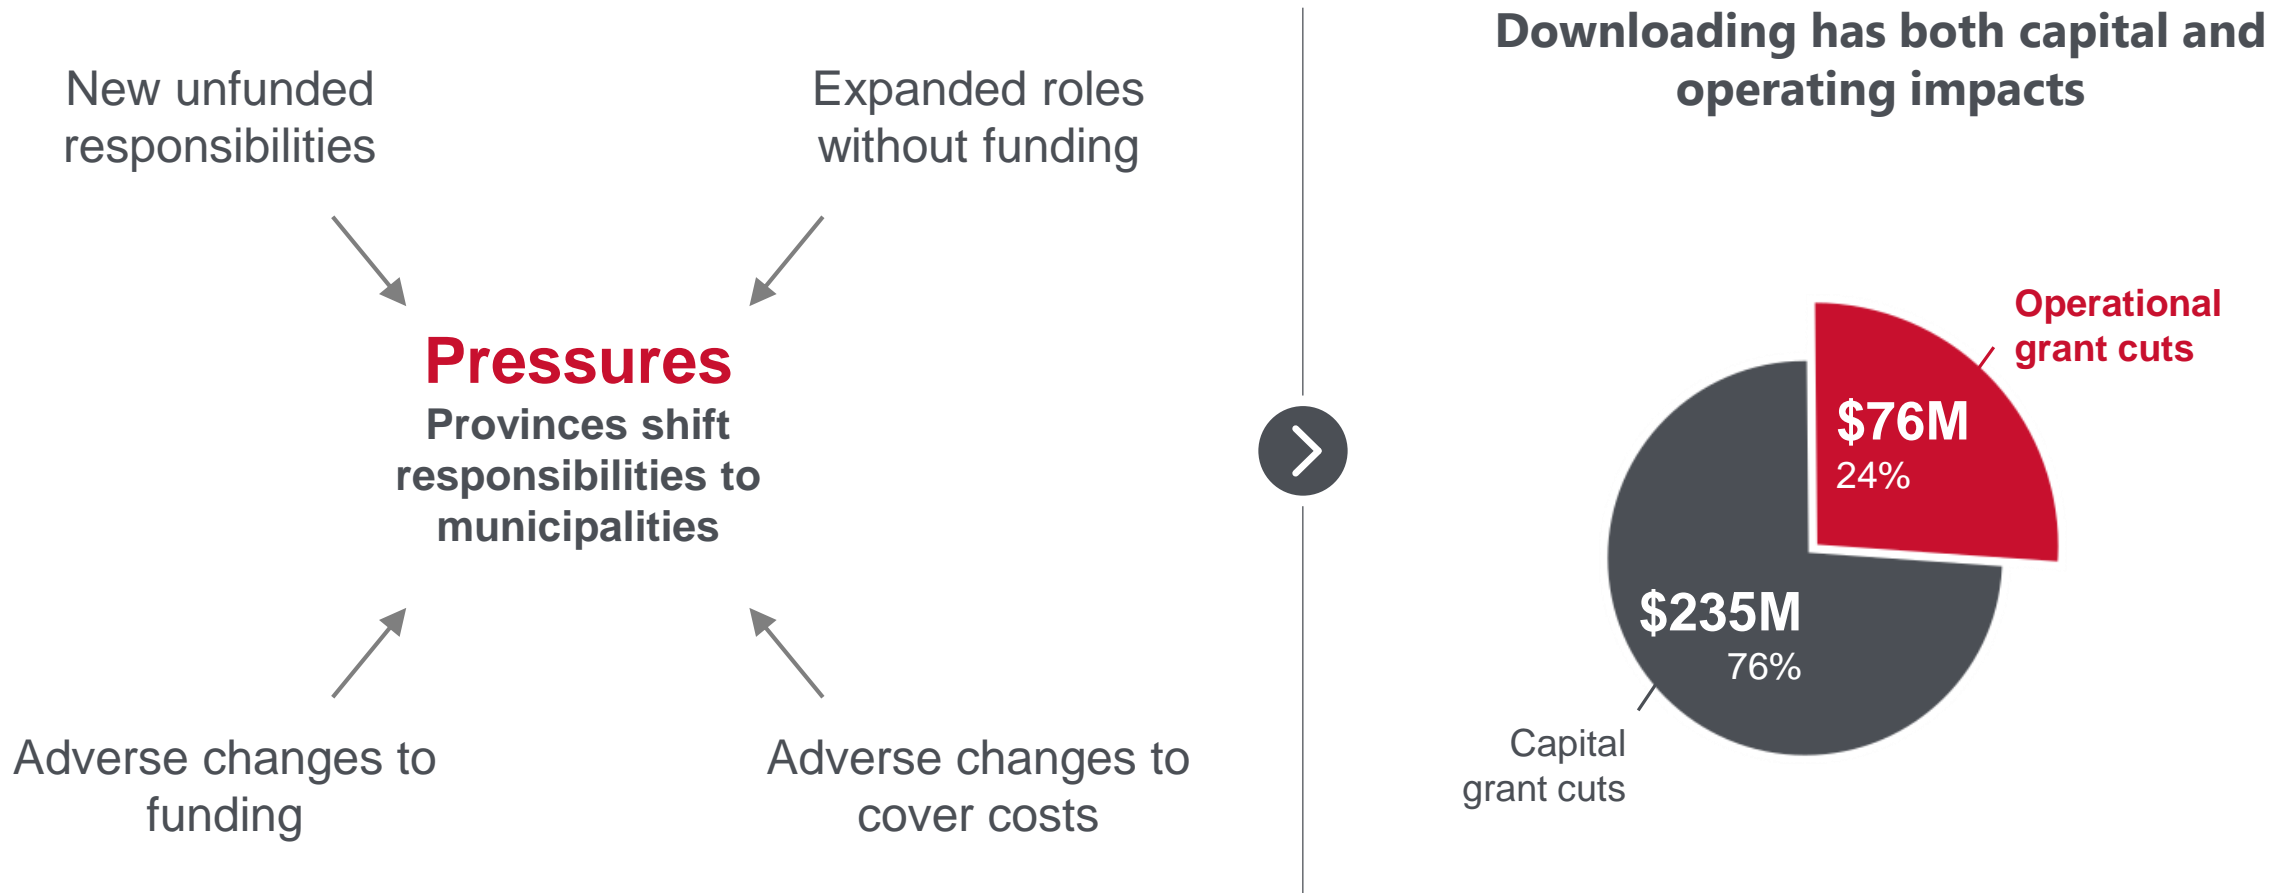 New unfunded
responsibilities
Expanded roles
without funding
Pressures
Provinces shift
responsibilities to
municipalities
Adverse changes to
funding
Adverse changes to
cover costs
Downloading has both capital and
operating impacts
Operational
grant cuts
$76M
24%
$235M
76%
Capital
grant cuts